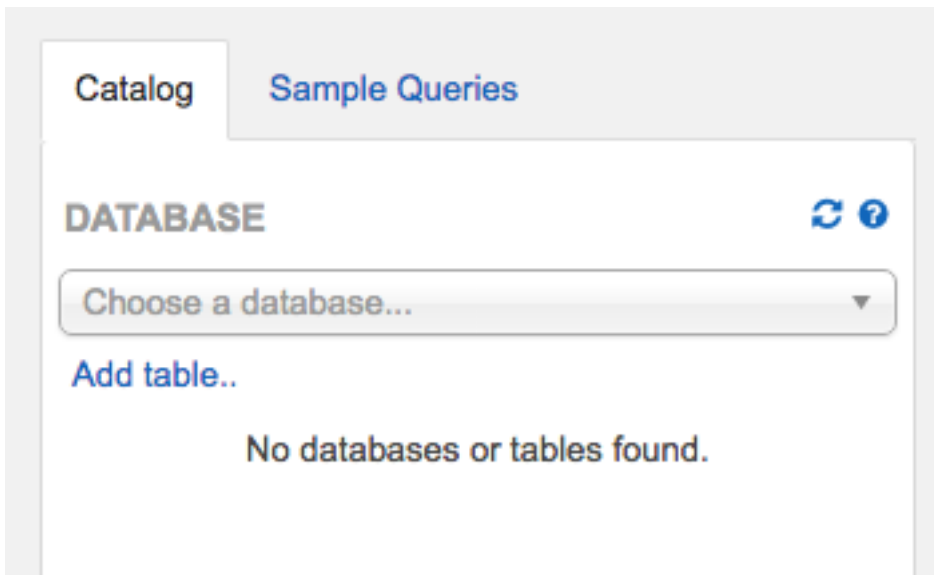 Catalog Sample Queries
DATABASE
Choose a database...
Add table..
No databases or tables found.